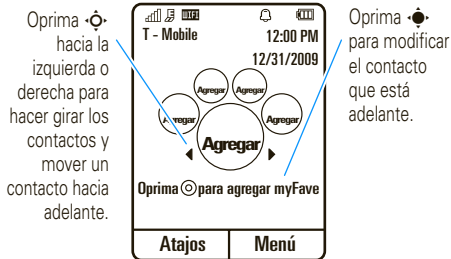 Oprima
hacia la
izquierda o
derecha para
hacer girar los
contactos y
mover un
contacto hacia
adelante.
T - Mobile
12:00 PM
12/31/2009
Agregar
Agregar
Agregar
Agregar
Agregar
Oprima para agregar myFave
Atajos
Menú
Oprima
para modificar
el contacto
que está
adelante.